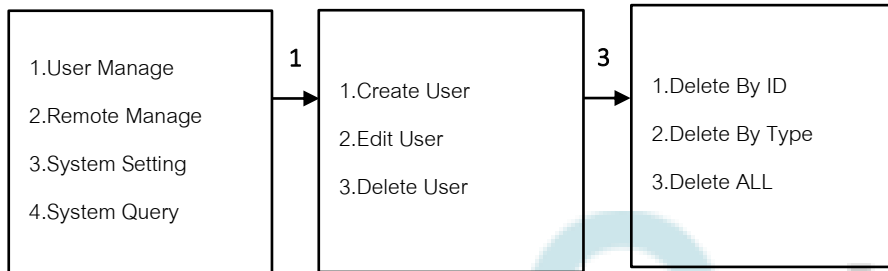 1.User Manage
2.Remote Manage
3.System Setting
4.System Query
1
1.Create User
2.Edit User
3.Delete User
3
1.Delete By ID
2.Delete By Type
3.Delete ALL